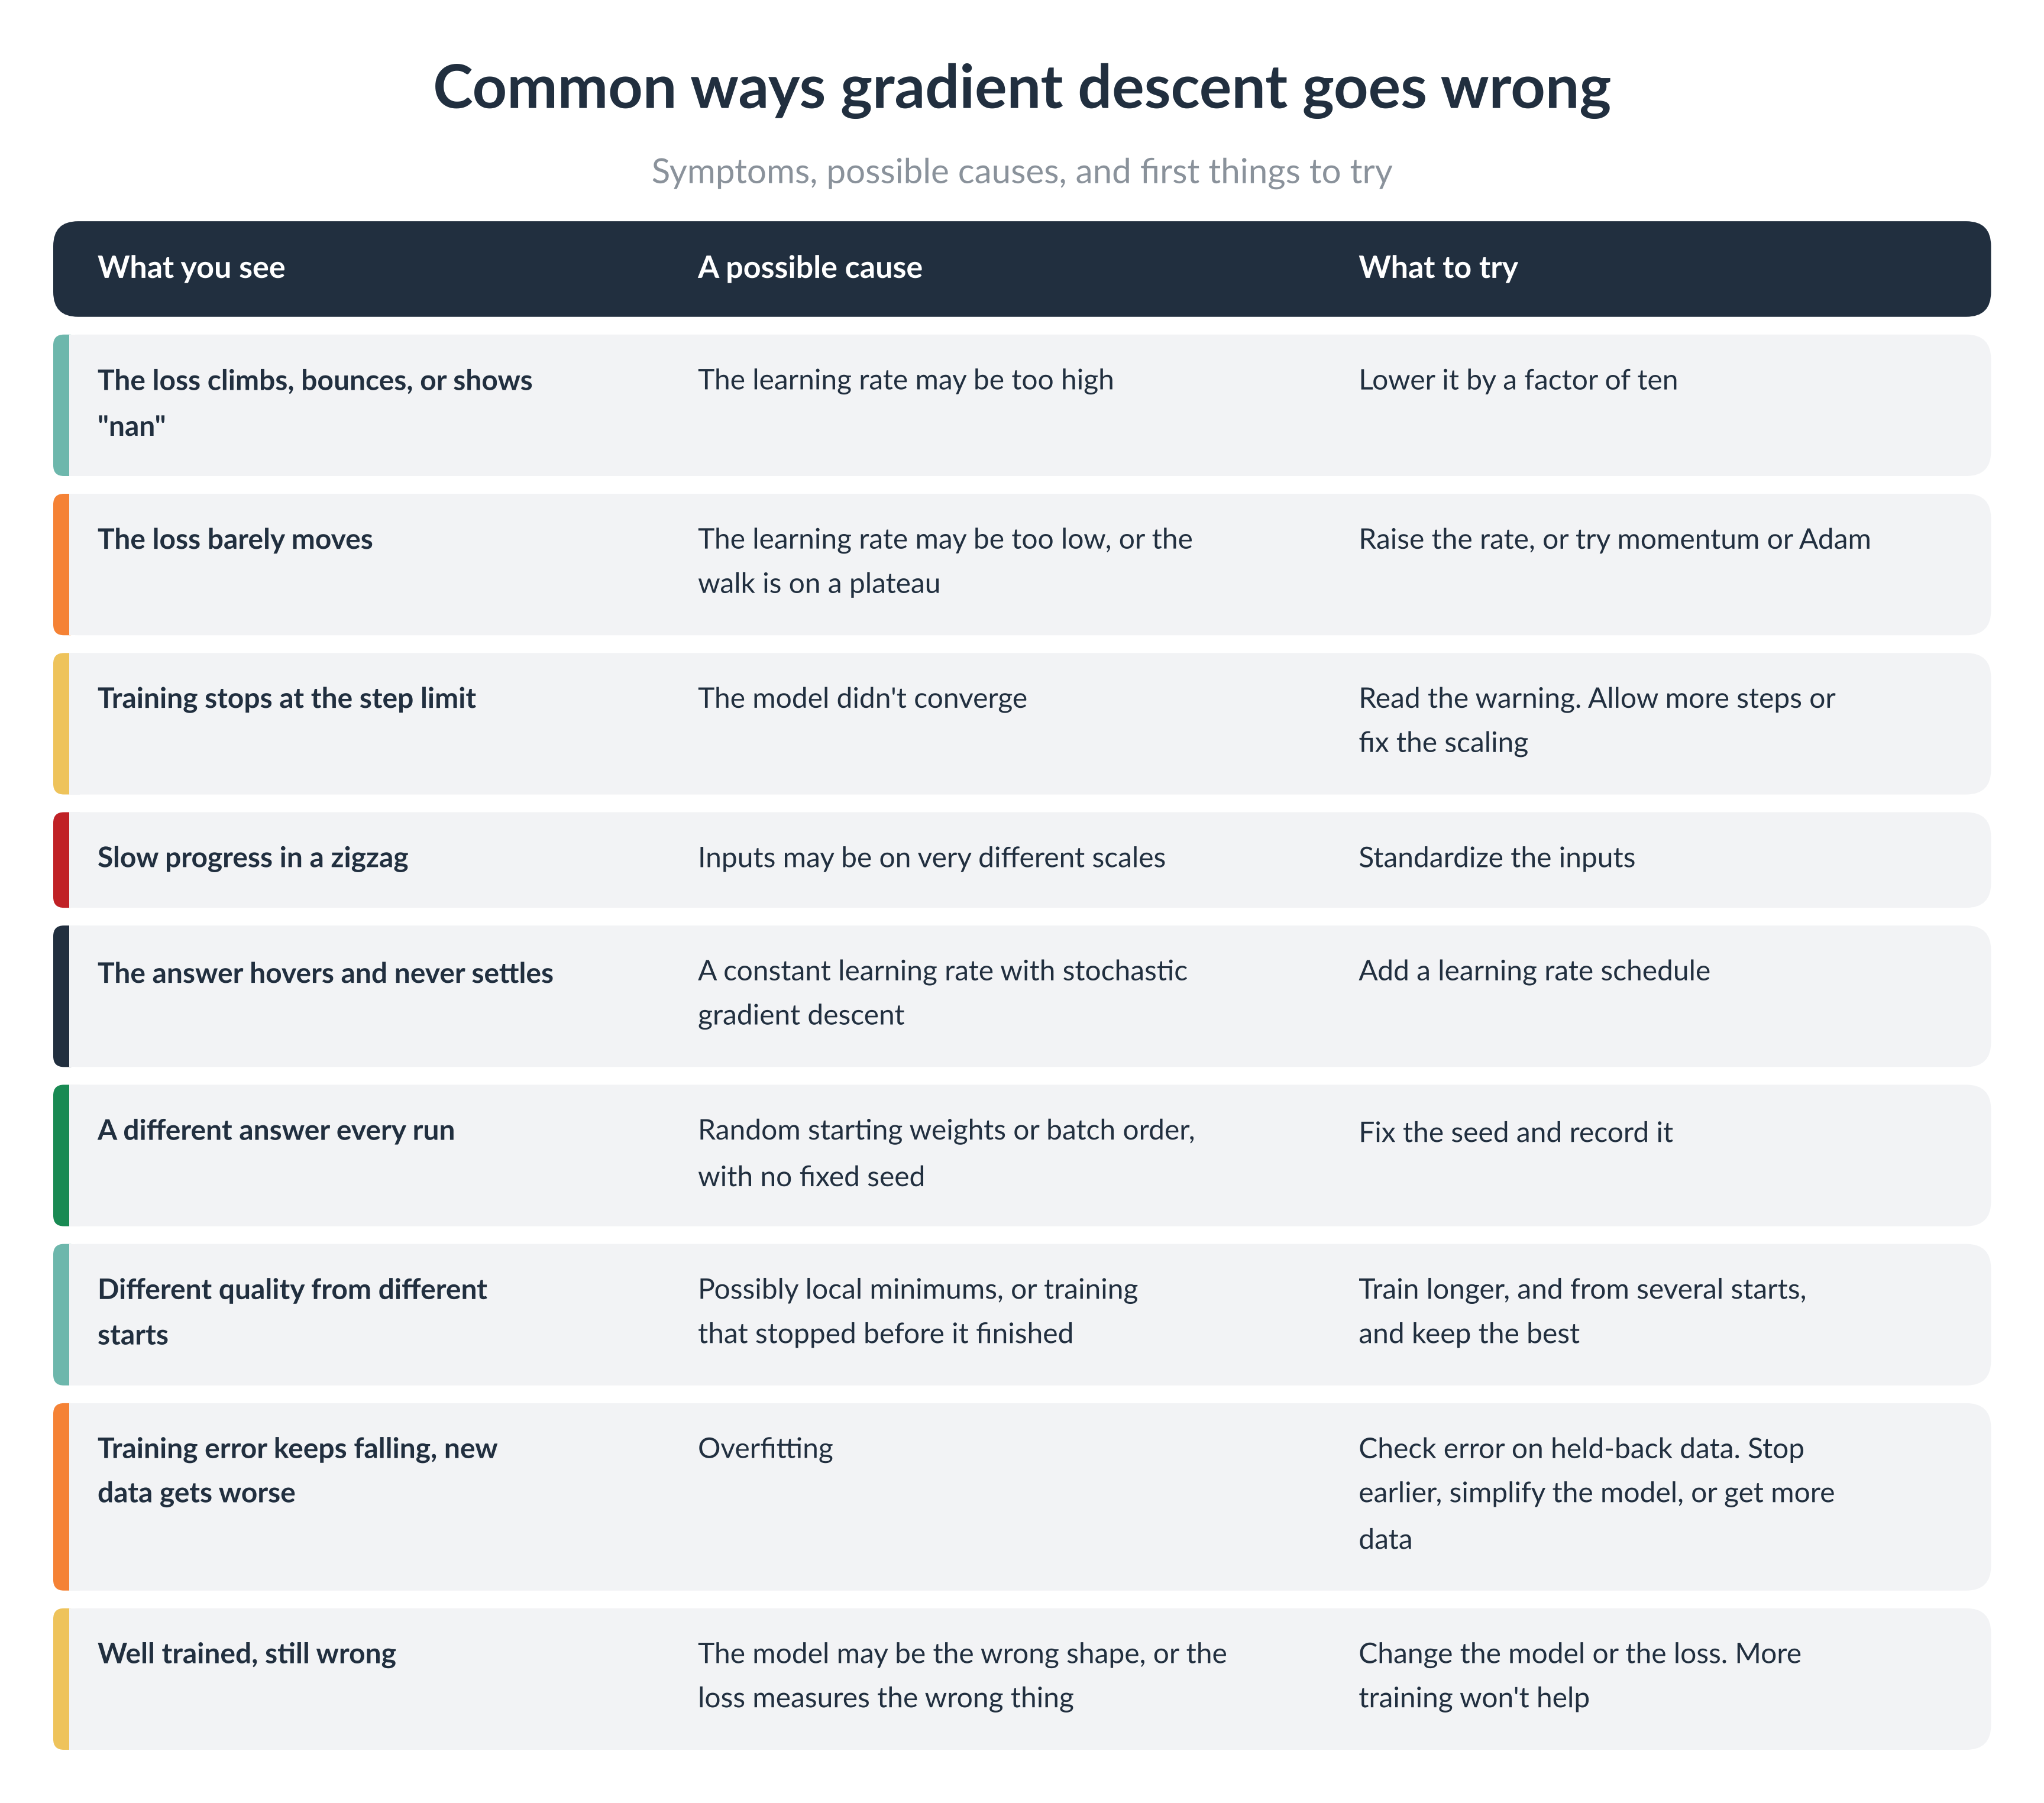 Common ways gradient descent goes wrong
Symptoms, possible causes, and first things to try
What you see
A possible cause
What to try
The loss climbs, bounces, or shows
"nan"
The learning rate may be too high
Lower it by a factor of ten
The loss barely moves
The learning rate may be too low, or the
walk is on a plateau
Raise the rate, or try momentum or Adam
Training stops at the step limit
The model didn't converge
Read the warning. Allow more steps or
fix the scaling
Slow progress in a zigzag
Inputs may be on very different scales
Standardize the inputs
The answer hovers and never settles
A constant learning rate with stochastic
gradient descent
Add a learning rate schedule
A different answer every run
Random starting weights or batch order,
with no fixed seed
Fix the seed and record it
Different quality from different
starts
Possibly local minimums, or training
that stopped before it finished
Train longer, and from several starts,
and keep the best
Training error keeps falling, new
data gets worse
Overfitting
Check error on held-back data. Stop
earlier, simplify the model, or get more
data
Well trained, still wrong
The model may be the wrong shape, or the
loss measures the wrong thing
Change the model or the loss. More
training won't help